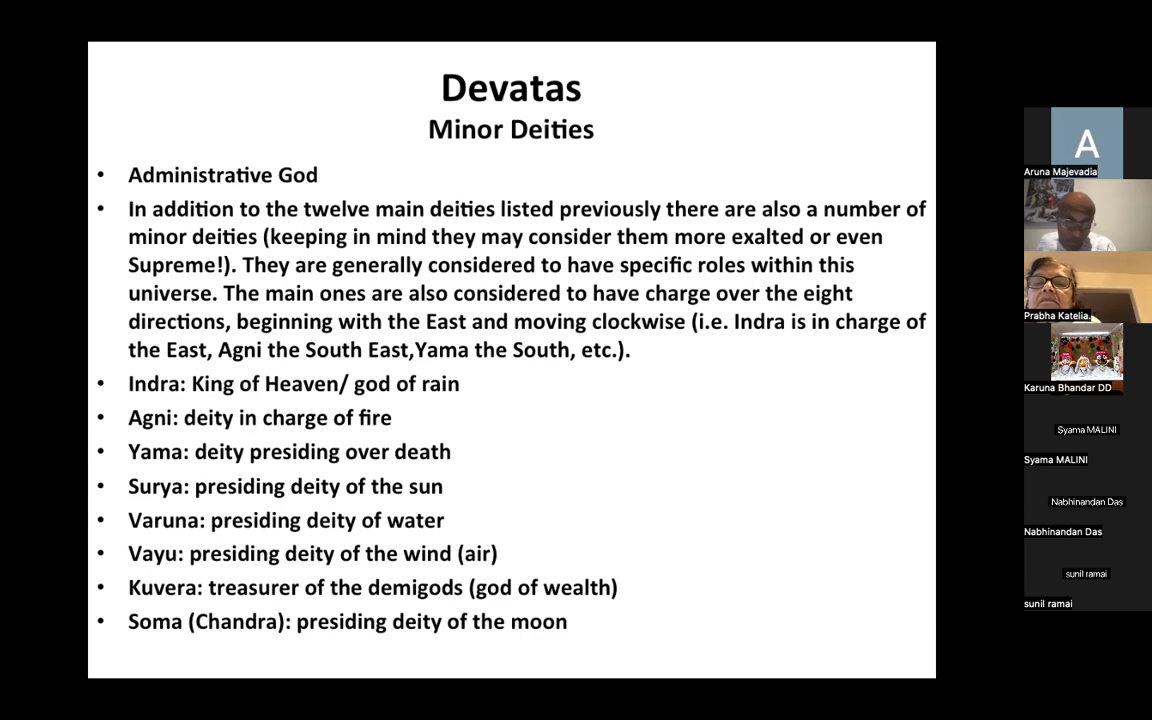 Devatas
Minor Deities
• Administrative God
• In addition to the twelve main deities listed previously there are also a number of
minor deities (keeping in mind they may consider them more exalted or even
Supreme!). They are generally considered to have specific roles within this
universe. The main ones are also considered to have charge over the eight
directions, beginning with the East and moving clockwise (i.e. Indra is in charge of
the East, Agni the South East,Yama the South, etc.).
• Indra: King of Heaven/ god of rain
• Agni: deity in charge of fire
• Yama: deity presiding over death
• Surya: presiding deity of the sun
• Varuna: presiding deity of water
• Vayu: presiding deity of the wind (air)
• Kuvera: treasurer of the demigods (god of wealth)
• Soma (Chandra): presiding deity of the moon
A
Aruna Majevadia
Prabha Katelia.
Karuna Bhandar DD
Syama MALINI
Syama MALINI
Nabhinandan Das
Nabhinandan Das
sunil ramai
sunil ramai